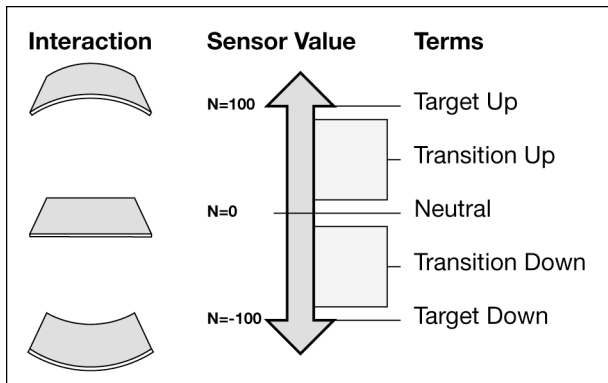 Interaction Sensor Value Terms
N=100 Target Up
Transition Up
N=0 Neutral
Transition Down
N=-100 Target Down